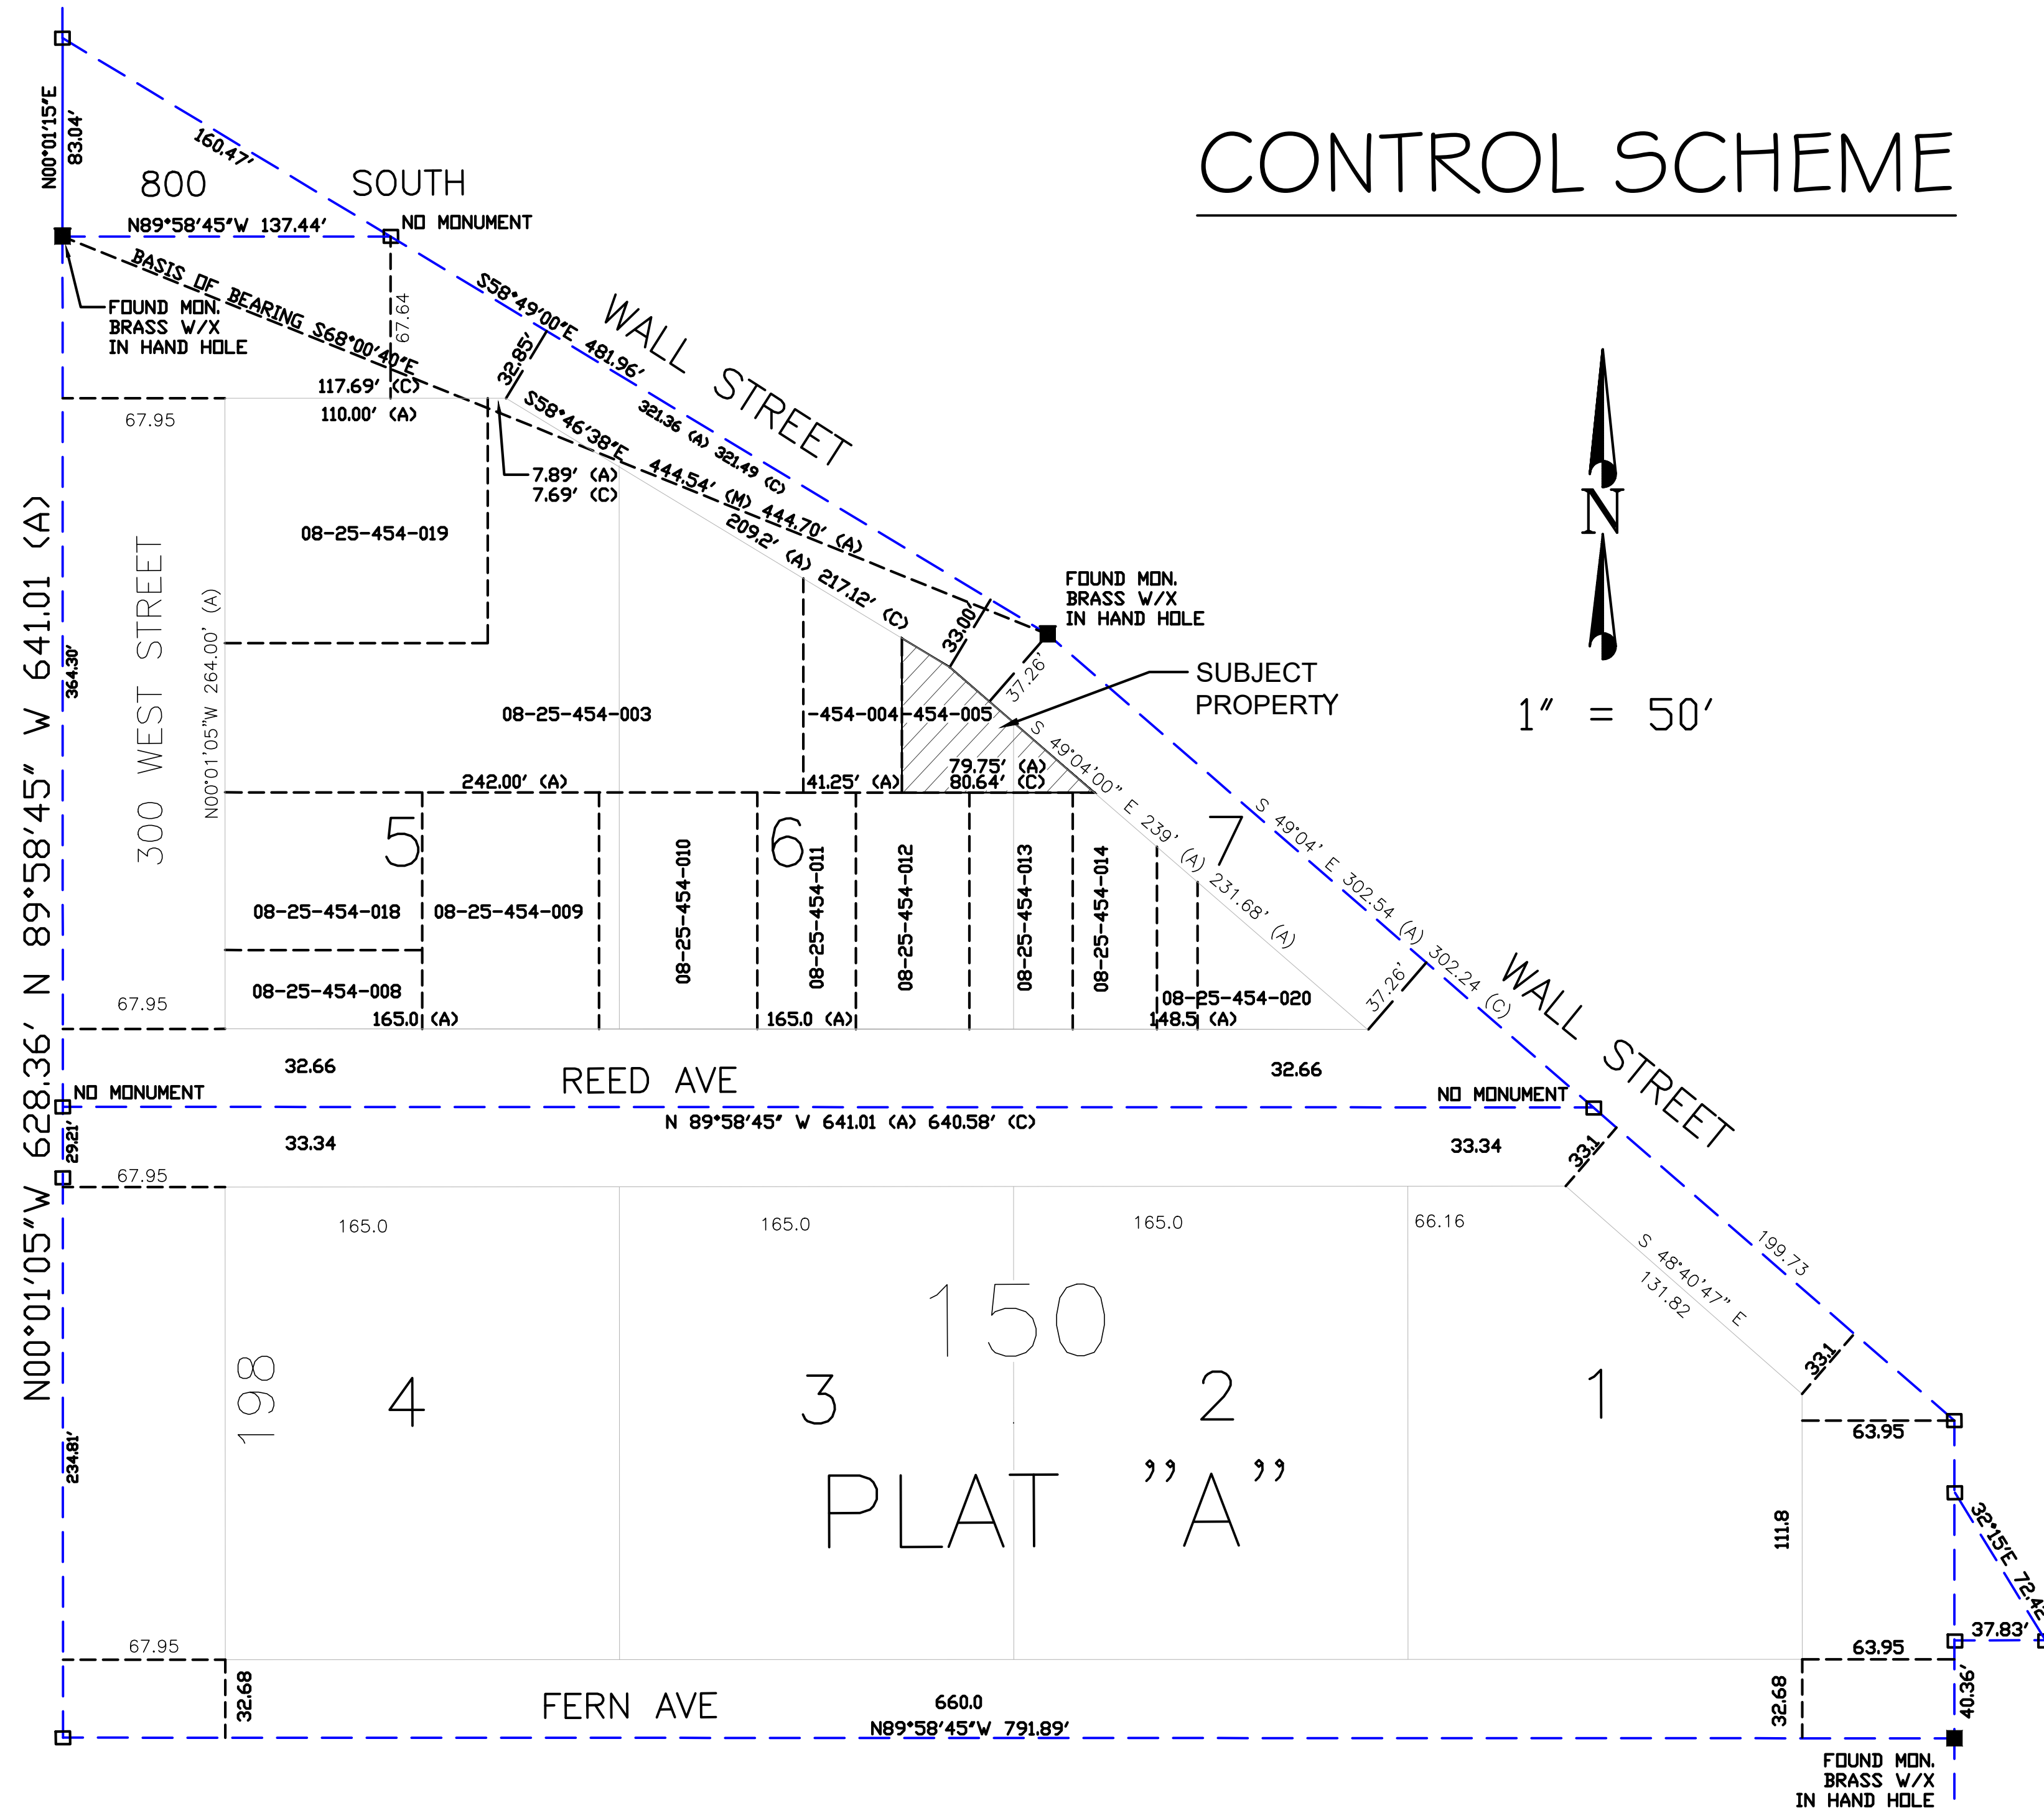 CONTROL SCHEME
N00°01'15"E
83.04'
160.47'
800 SOUTH
N89°58'45"W 137.44'
NO MONUMENT
BASIS OF BEARING S68°00'40"E
FOUND MON.
BRASS W/X
IN HAND HOLE
67.64
S58°49'00"E 481.96'
WALL STREET
32.85'
117.69' (C)
110.00' (A)
67.95
S58°46'38"E 444.54' (M) 444.70' (A)
321.36 (A) 321.49 (C)
7.89' (A)
7.69' (C)
209.2' (A) 217.12' (C)
08-25-454-019
N
1" = 50'
FOUND MON.
BRASS W/X
IN HAND HOLE
33.00'
37.26'
SUBJECT
PROPERTY
N00°01'05"W 628.36' N 89°58'45" W 641.01 (A)
364.30'
300 WEST STREET
N00°01'05"W 264.00' (A)
08-25-454-003
-454-004
-454-005
79.75' (A)
80.64' (C)
242.00' (A)
41.25' (A)
S 49°04'00" E 239' (A) 231.68' (A)
S 49°04' E 302.54 (A) 302.24 (C)
5
6
7
08-25-454-018
08-25-454-009
08-25-454-010
08-25-454-011
08-25-454-012
08-25-454-013
08-25-454-014
08-25-454-008
08-25-454-020
67.95
165.0 (A)
165.0 (A)
148.5 (A)
37.26'
WALL STREET
32.66
REED AVE
32.66
NO MONUMENT
NO MONUMENT
N 89°58'45" W 641.01 (A) 640.58' (C)
29.21'
33.34
33.34
33.1
67.95
165.0
165.0
165.0
66.16
S 48°40'47" E
131.82
199.73
150
198
4
3
2
1
33.1
63.95
PLAT "A"
234.81'
111.8
32°15'E 72.42
37.83'
67.95
63.95
32.68
FERN AVE
660.0
32.68
40.36'
N89°58'45"W 791.89'
FOUND MON.
BRASS W/X
IN HAND HOLE